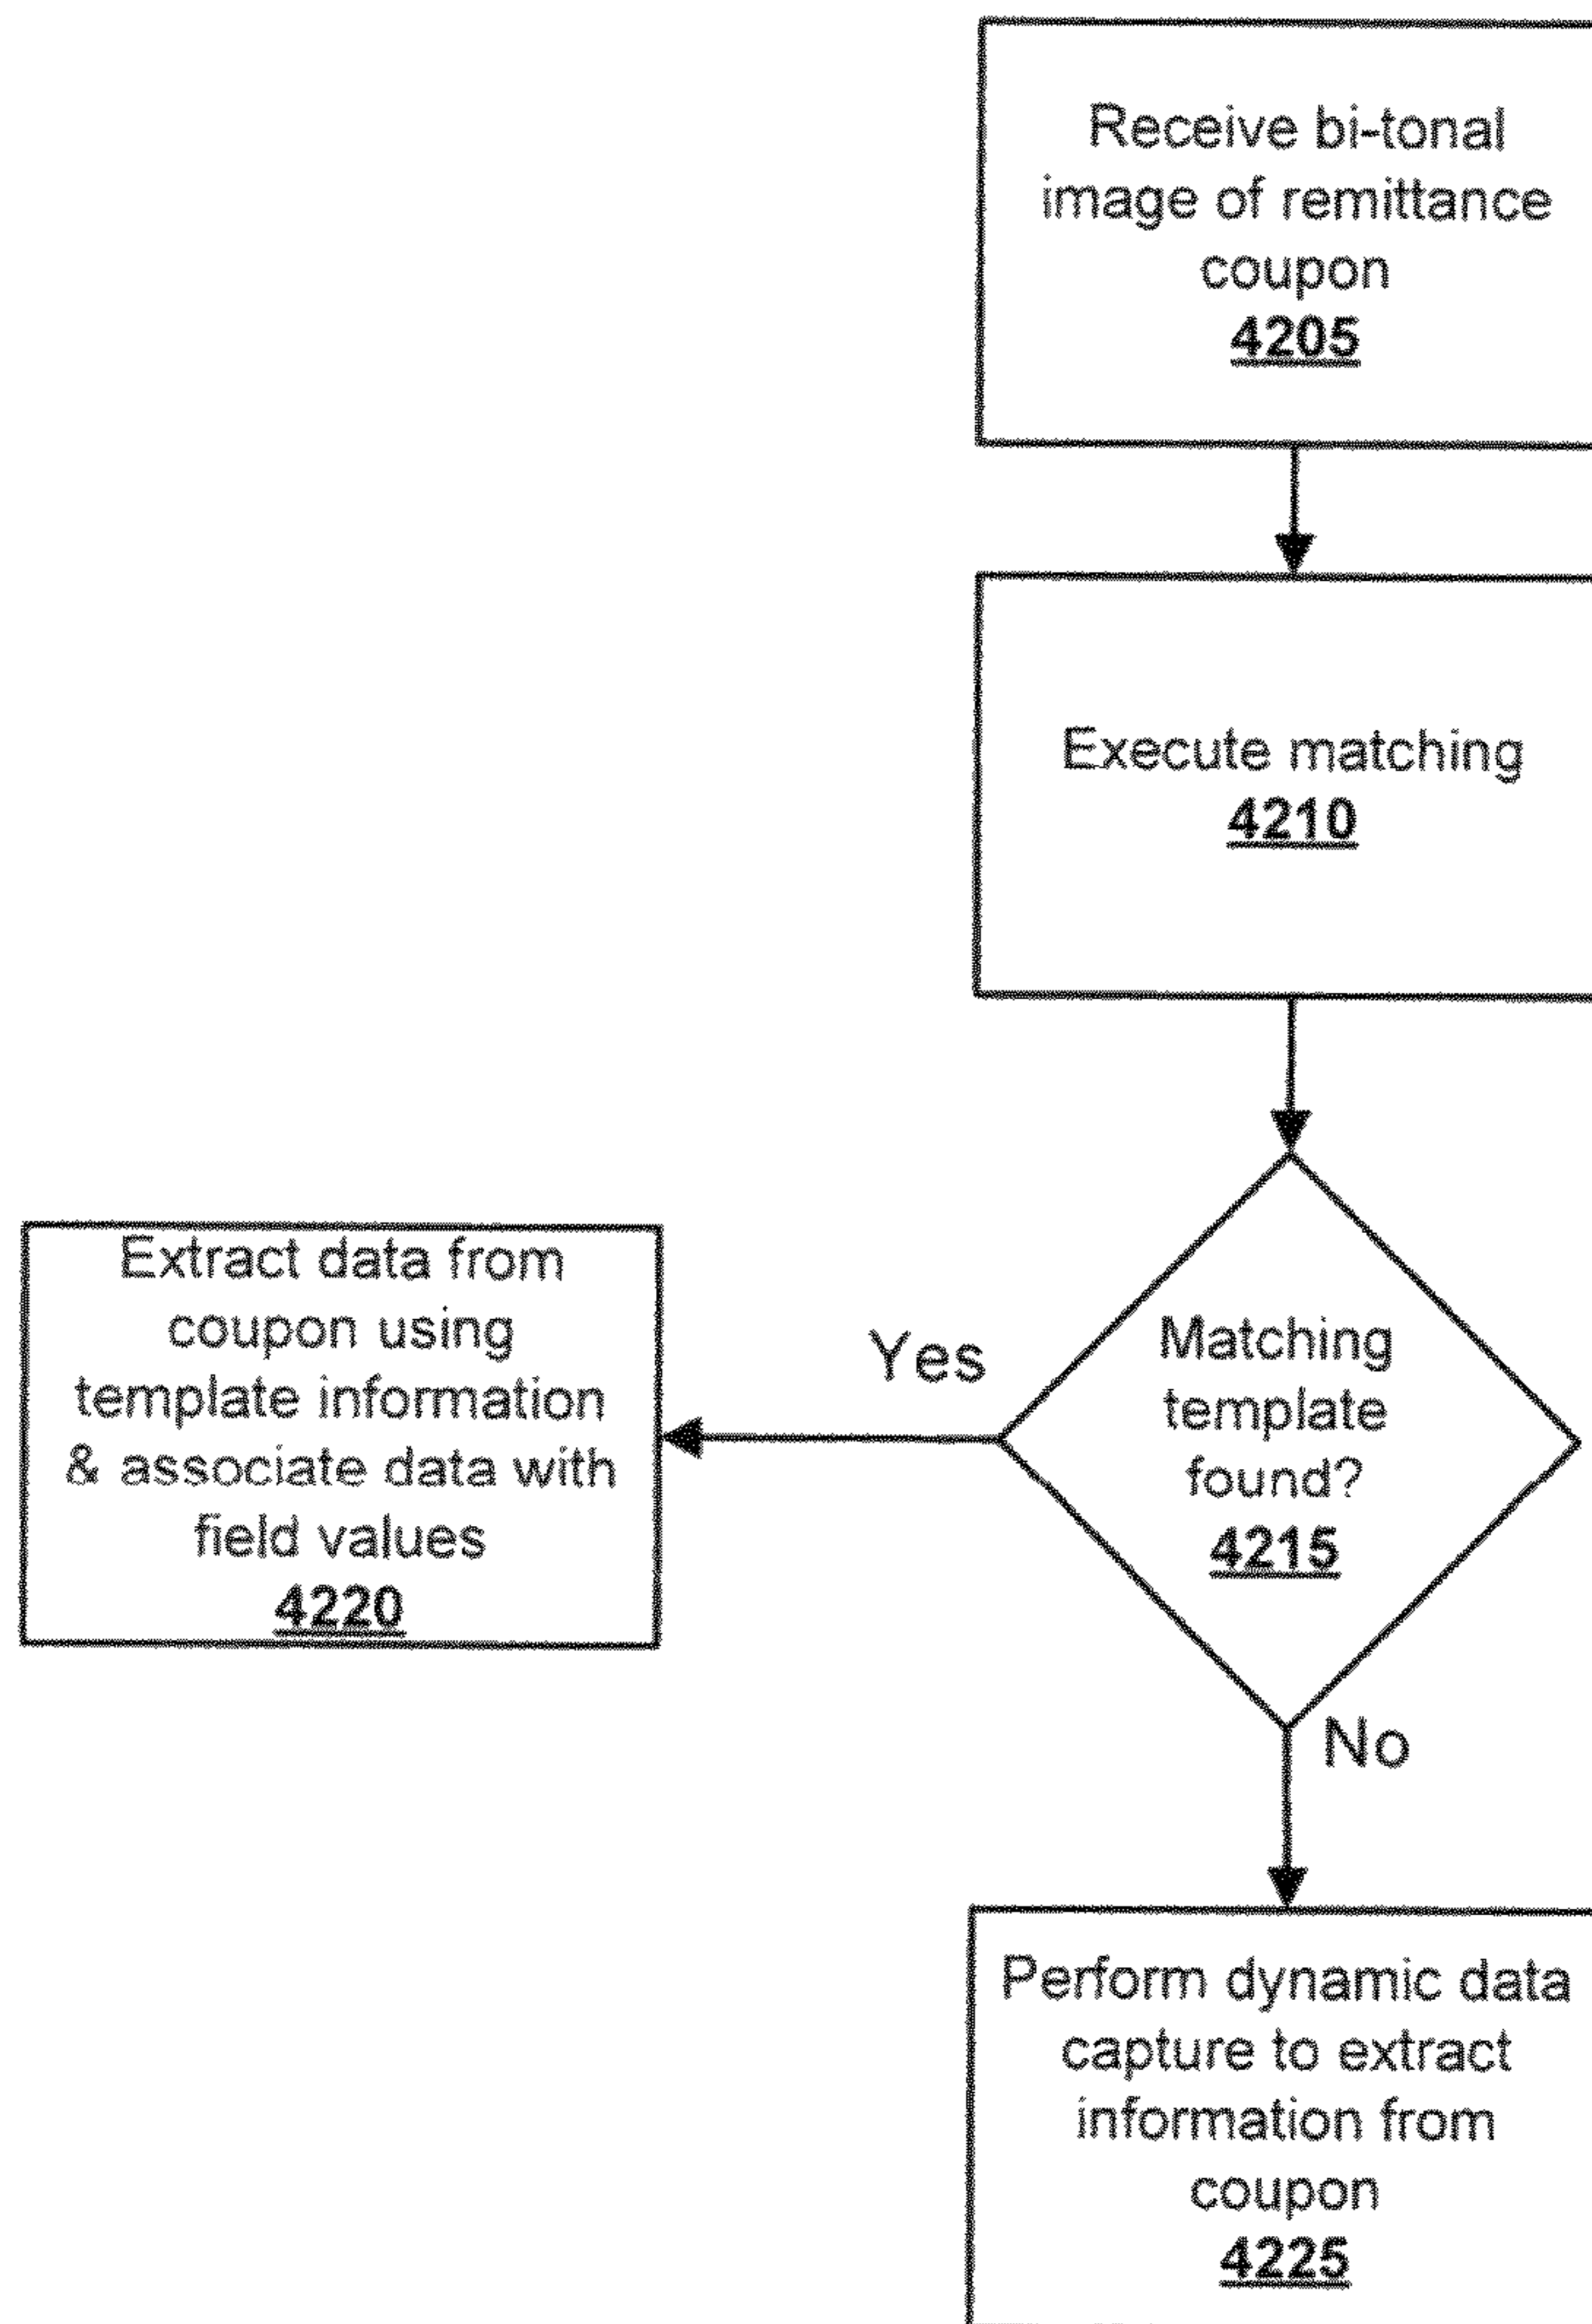 Receive bi-tonal
image of remittance
coupon
4205
Execute matching
4210
Matching
template
found?
4215
Yes
Extract data from
coupon using
template information
& associate data with
field values
4220
No
Perform dynamic data
capture to extract
information from
coupon
4225